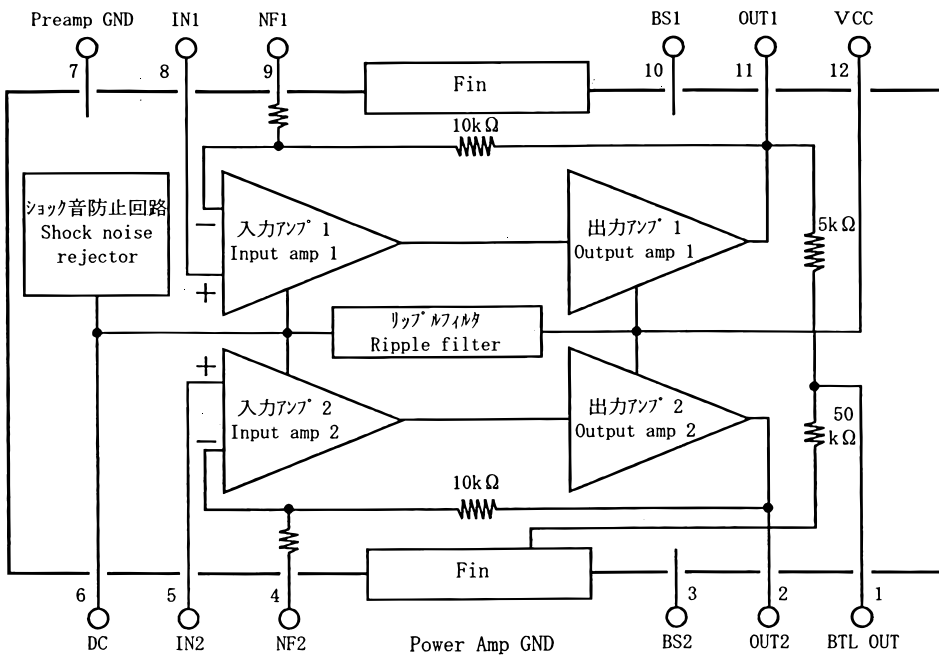 Preamp GND IN1 NF1 BS1 OUT1 VCC
7 8 9 10 11 12
Fin
10kΩ
ショック音防止回路
Shock noise
rejector
入力アンプ 1
Input amp 1
出力アンプ 1
Output amp 1
5kΩ
－
＋
リップルフィルタ
Ripple filter
＋
－
入力アンプ 2
Input amp 2
出力アンプ 2
Output amp 2
50
kΩ
10kΩ
Fin
6 5 4 3 2 1
DC IN2 NF2 Power Amp GND BS2 OUT2 BTL OUT